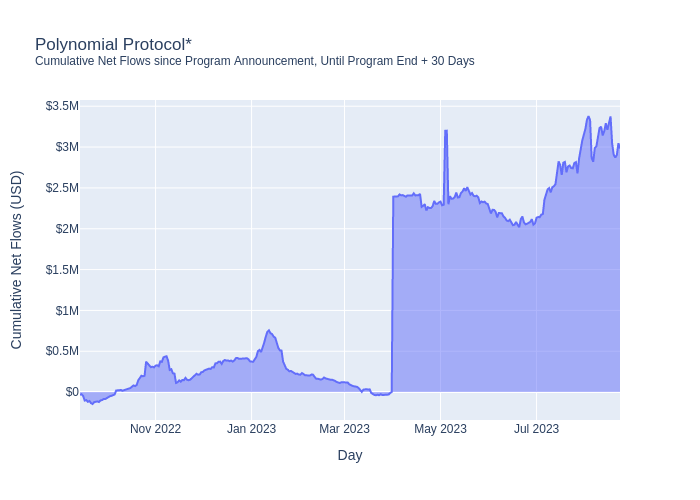 Polynomial Protocol*
Cumulative Net Flows since Program Announcement, Until Program End + 30 Days
Cumulative Net Flows (USD)
$3.5M
$3M
$2.5M
$2M
$1.5M
$1M
$0.5M
$0
Nov 2022 Jan 2023 Mar 2023 May 2023 Jul 2023
Day